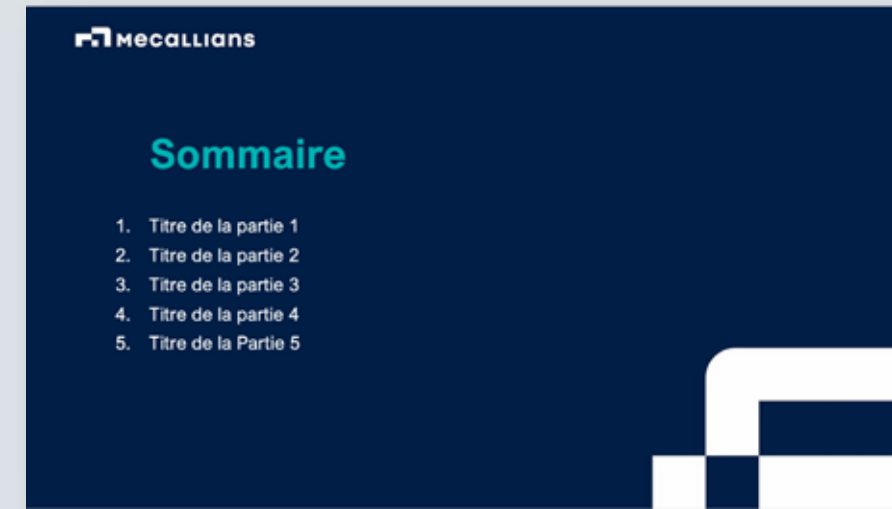 Mecallians
Sommaire
1. Titre de la partie 1
2. Titre de la partie 2
3. Titre de la partie 3
4. Titre de la partie 4
5. Titre de la Partie 5